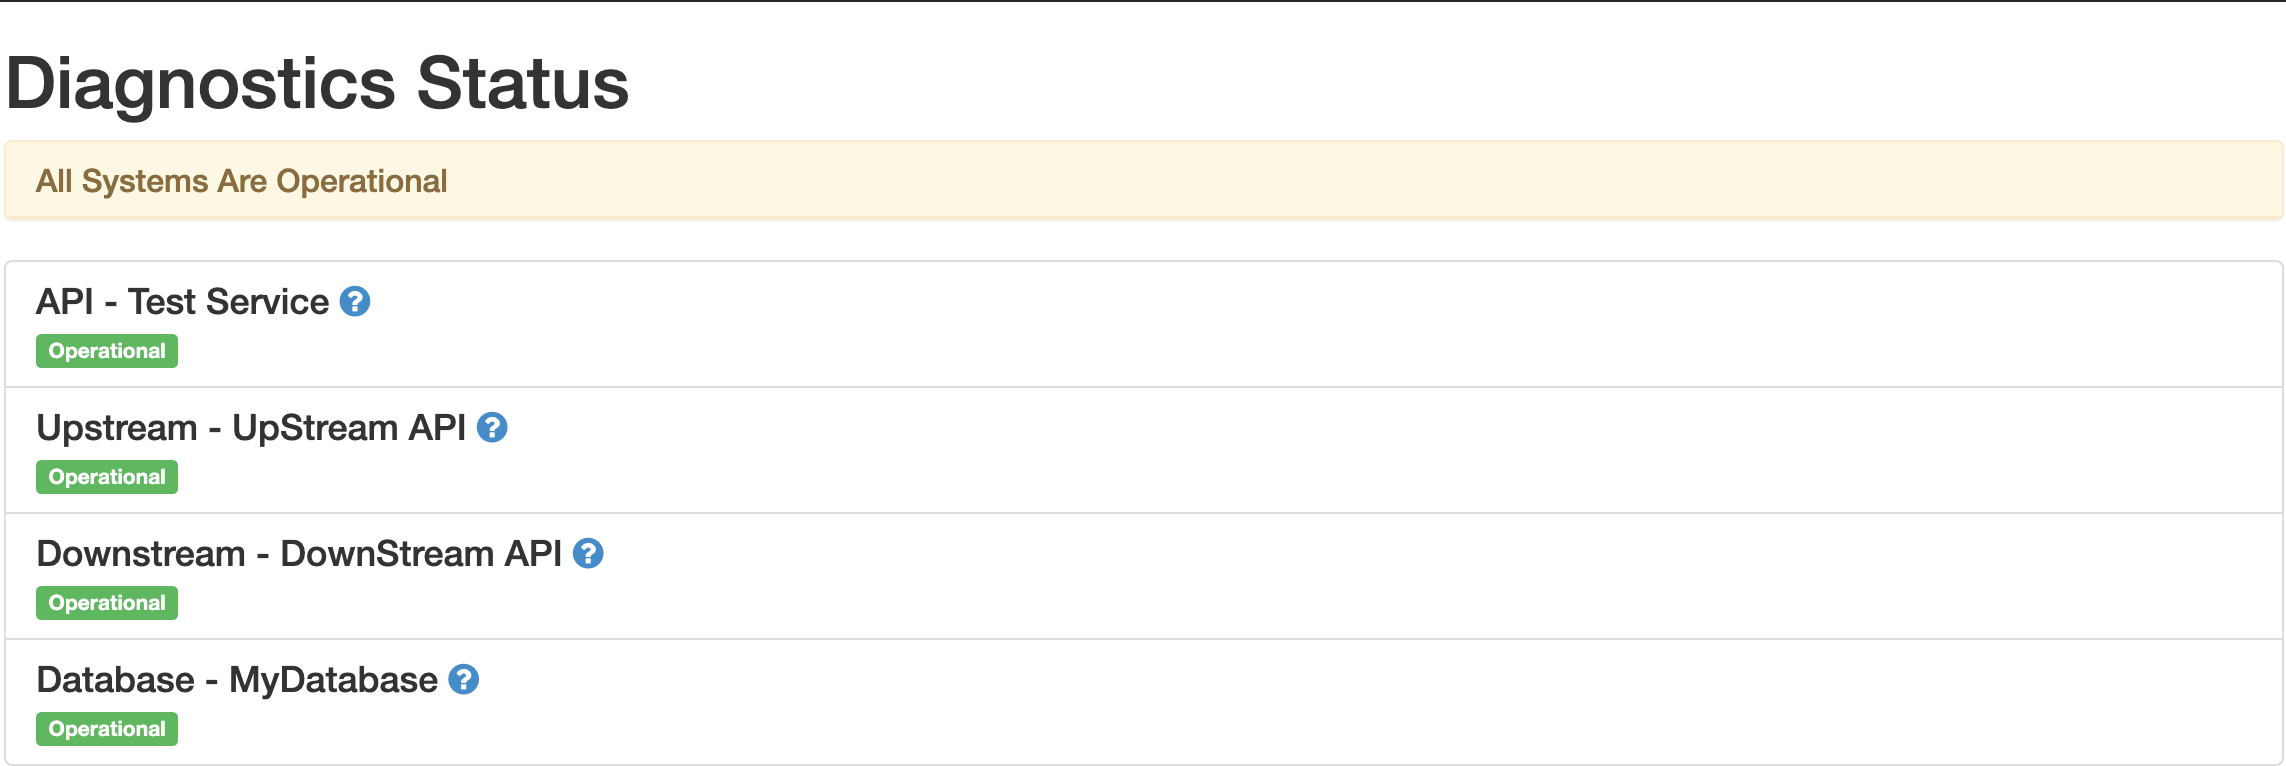 Diagnostics Status
All Systems Are Operational
API - Test Service ?
Operational
Upstream - UpStream API ?
Operational
Downstream - DownStream API ?
Operational
Database - MyDatabase ?
Operational